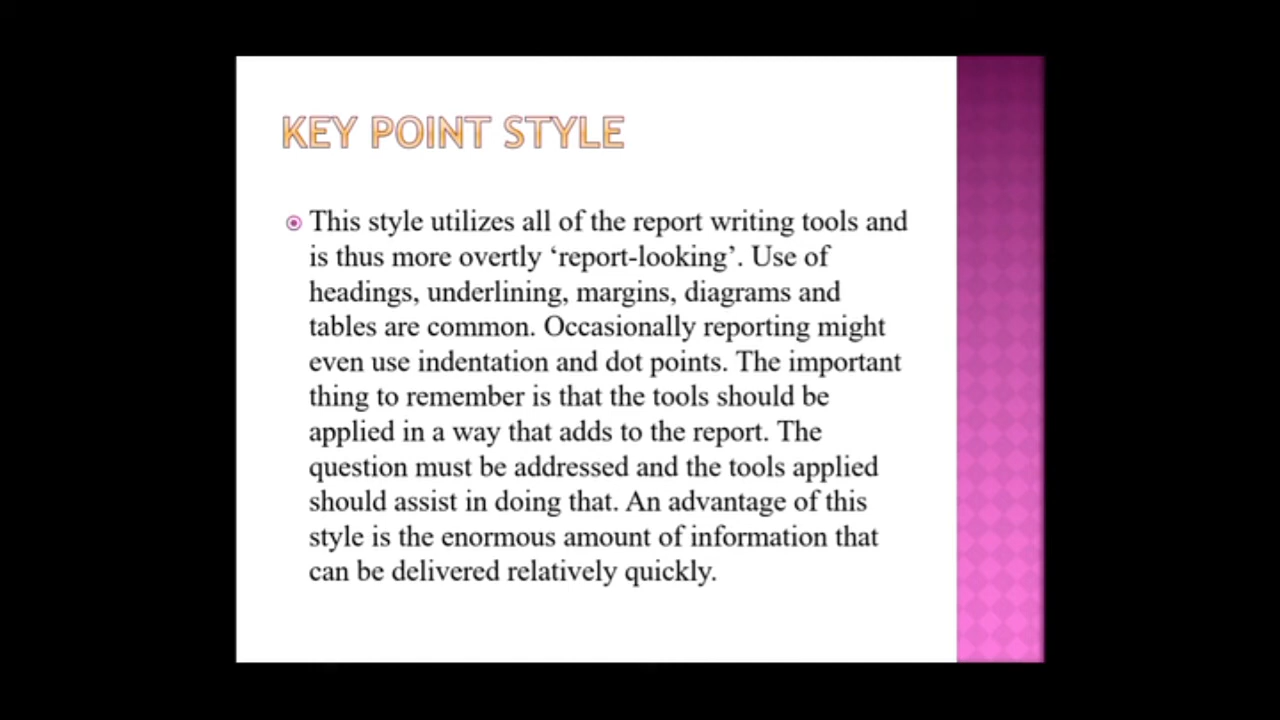 KEY POINT STYLE
This style utilizes all of the report writing tools and
is thus more overtly ‘report-looking’. Use of
headings, underlining, margins, diagrams and
tables are common. Occasionally reporting might
even use indentation and dot points. The important
thing to remember is that the tools should be
applied in a way that adds to the report. The
question must be addressed and the tools applied
should assist in doing that. An advantage of this
style is the enormous amount of information that
can be delivered relatively quickly.